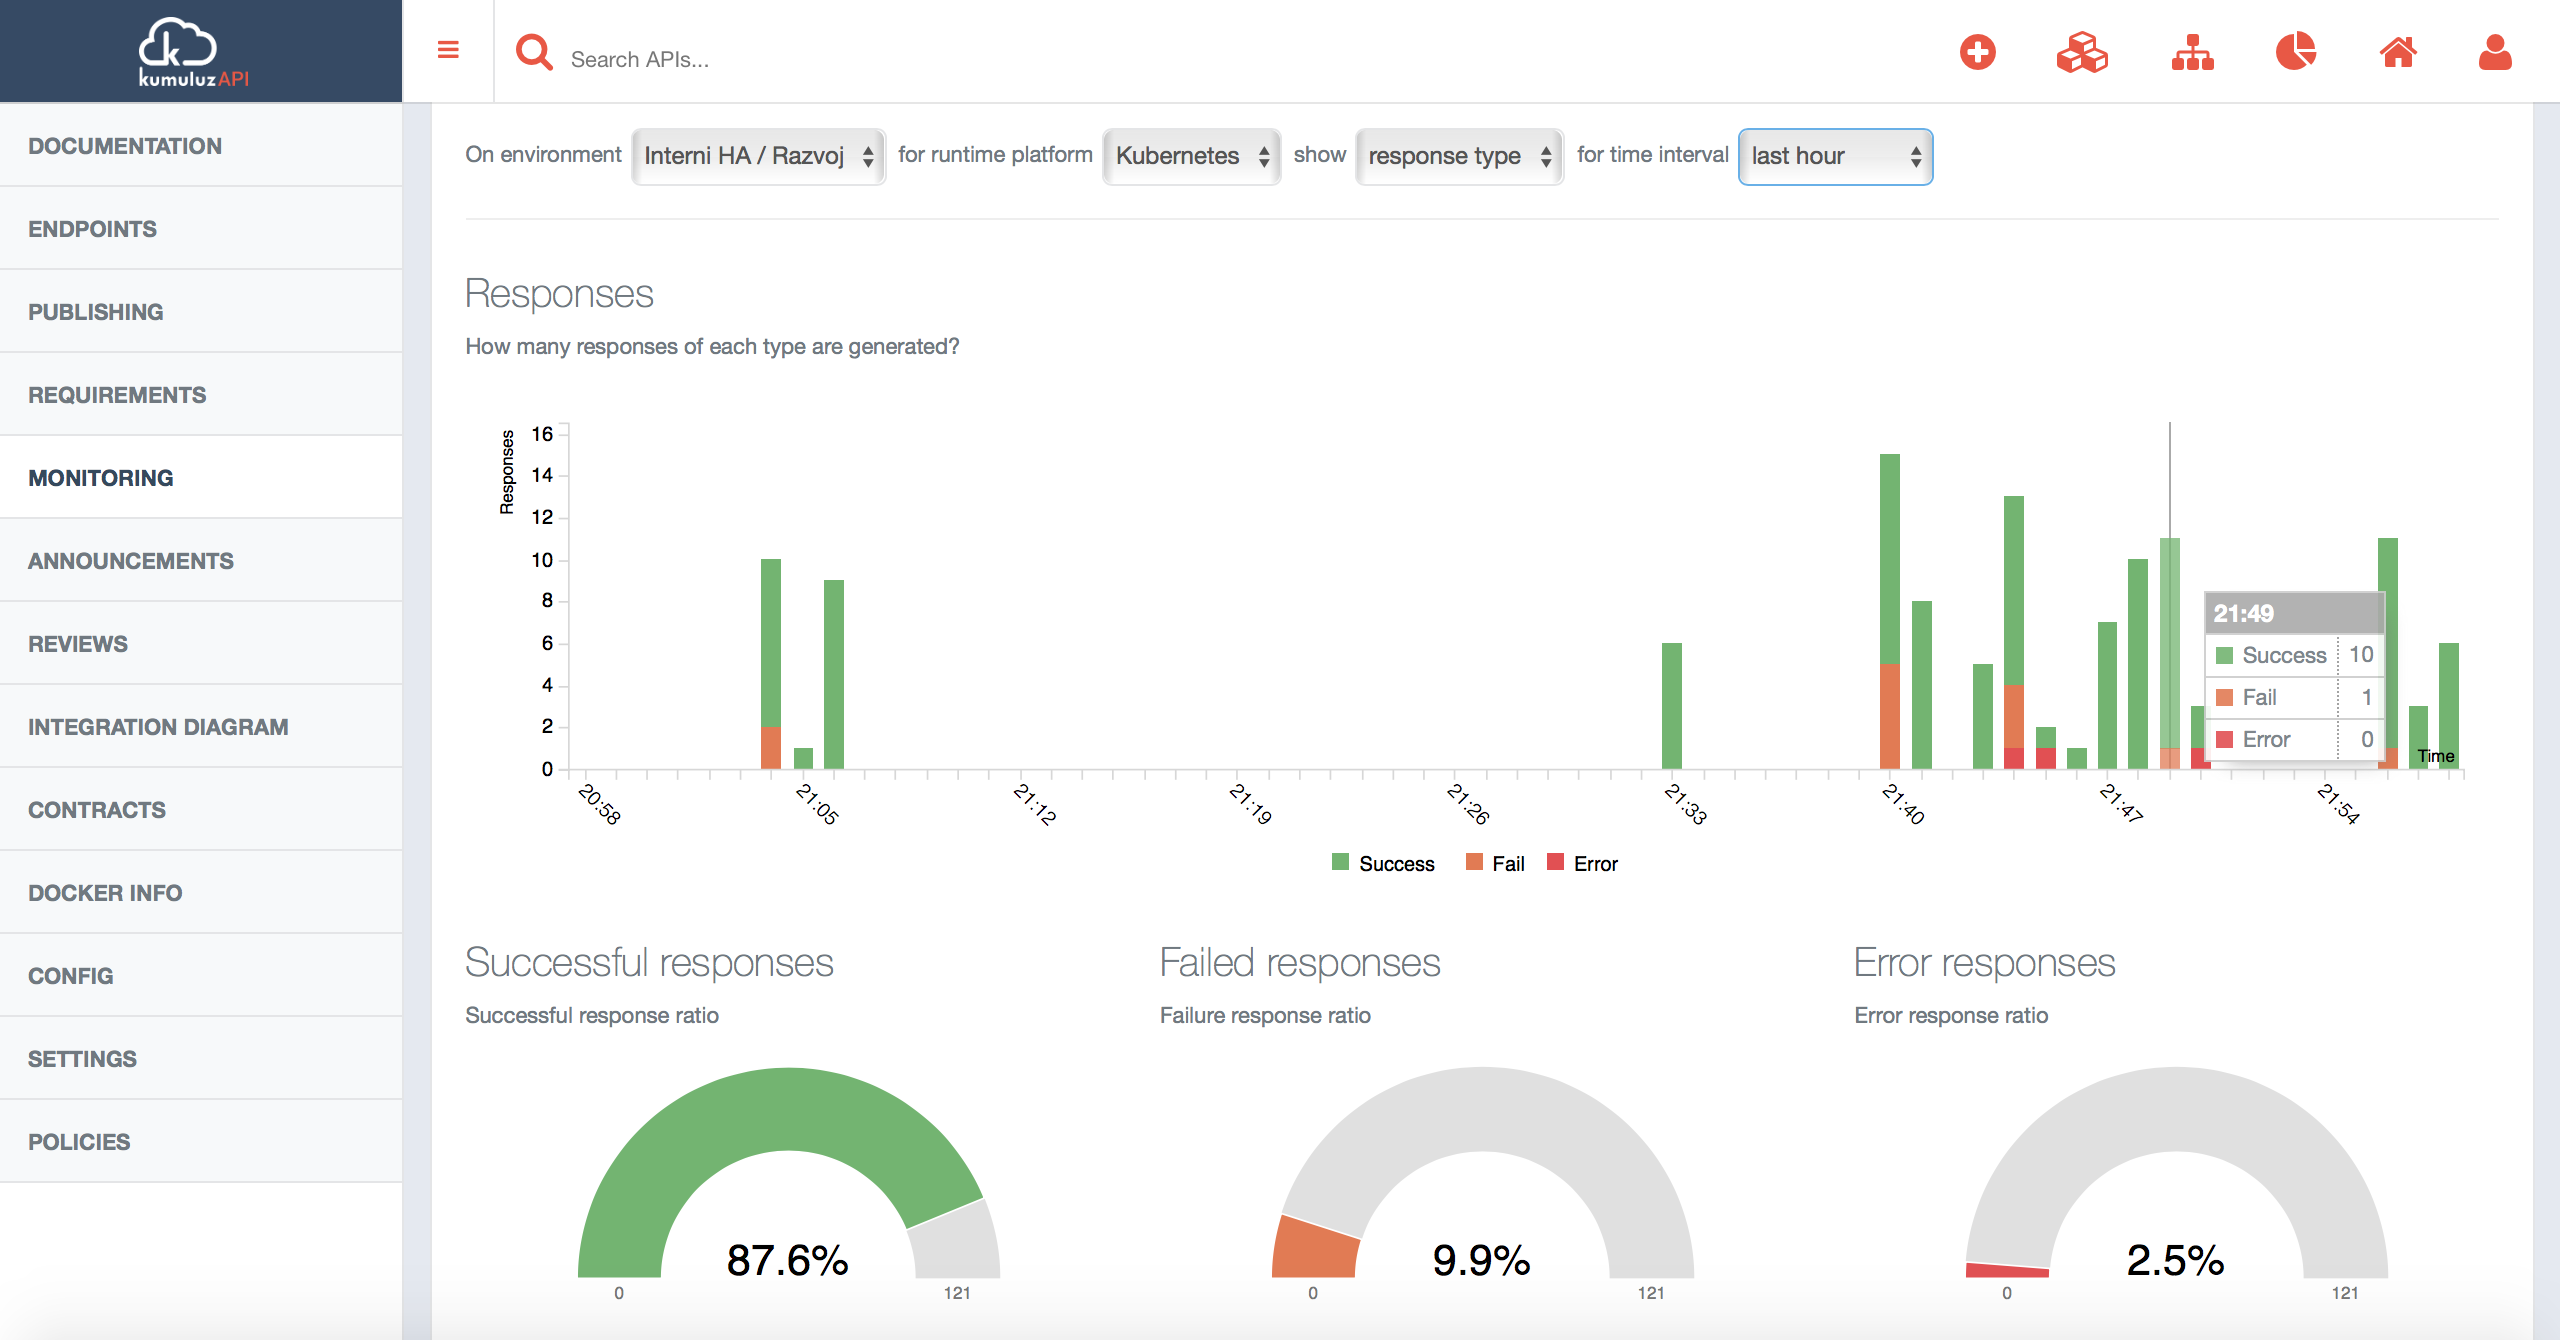 kumuluzAPI
Search APIs...
DOCUMENTATION
ENDPOINTS
PUBLISHING
REQUIREMENTS
MONITORING
ANNOUNCEMENTS
REVIEWS
INTEGRATION DIAGRAM
CONTRACTS
DOCKER INFO
CONFIG
SETTINGS
POLICIES
On environment Interni HA / Razvoj for runtime platform Kubernetes show response type for time interval last hour
Responses
How many responses of each type are generated?
Responses
16
14
12
10
8
6
4
2
0
21:49
Success 10
Fail 1
Error 0
Time
20:58 21:05 21:12 21:19 21:26 21:33 21:40 21:47 21:54
Success Fail Error
Successful responses
Successful response ratio
87.6%
0 121
Failed responses
Failure response ratio
9.9%
0 121
Error responses
Error response ratio
2.5%
0 121